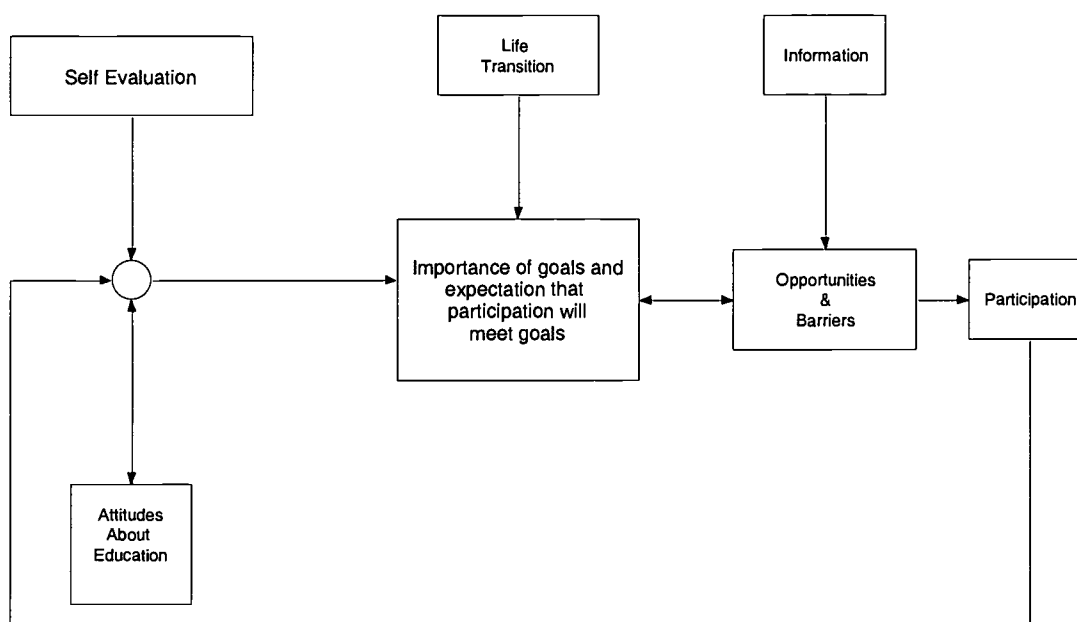 Self Evaluation
Life
Transition
Information
Importance of goals and
expectation that
participation will
meet goals
Opportunities
&
Barriers
Participation
Attitudes
About
Education